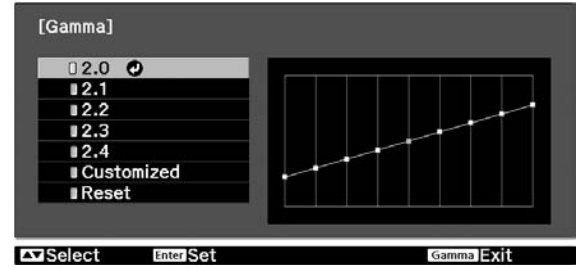 [Gamma]
2.0
2.1
2.2
2.3
2.4
Customized
Reset
Select Enter Set Gamma Exit